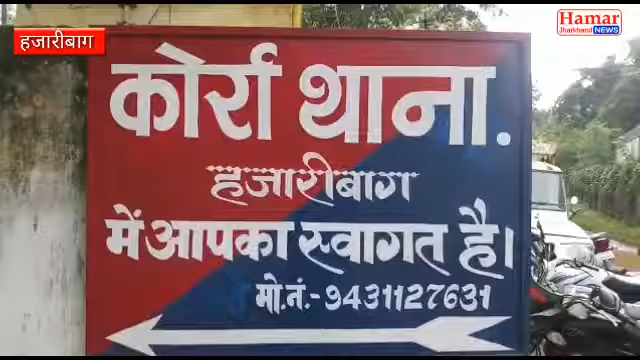 हजारीबाग
Hamar
Jharkhand NEWS
कोर्रा थाना.
हजारीबाग
में आपका स्वागत है।
मो.नं.-9431127631